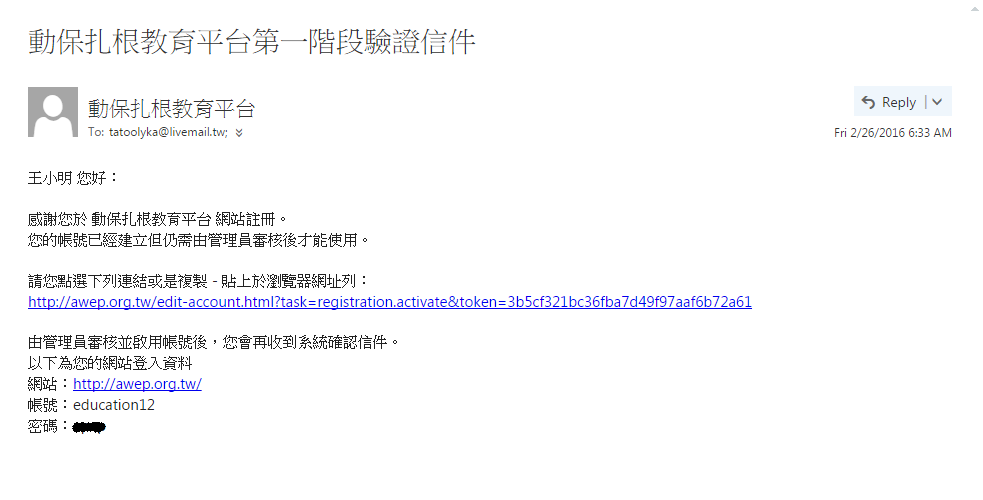 動保扎根教育平台第一階段驗證信件
動保扎根教育平台
Reply
To: tatoolyka@livemail.tw;
Fri 2/26/2016 6:33 AM
王小明 您好：
感謝您於 動保扎根教育平台 網站註冊。
您的帳號已經建立但仍需由管理員審核後才能使用。
請您點選下列連結或是複製 - 貼上於瀏覽器網址列：
http://awep.org.tw/edit-account.html?task=registration.activate&token=3b5cf321bc36fba7d49f97aaf6b72a61
由管理員審核並啟用帳號後，您會再收到系統確認信件。
以下為您的網站登入資料
網站：http://awep.org.tw/
帳號：education12
密碼：